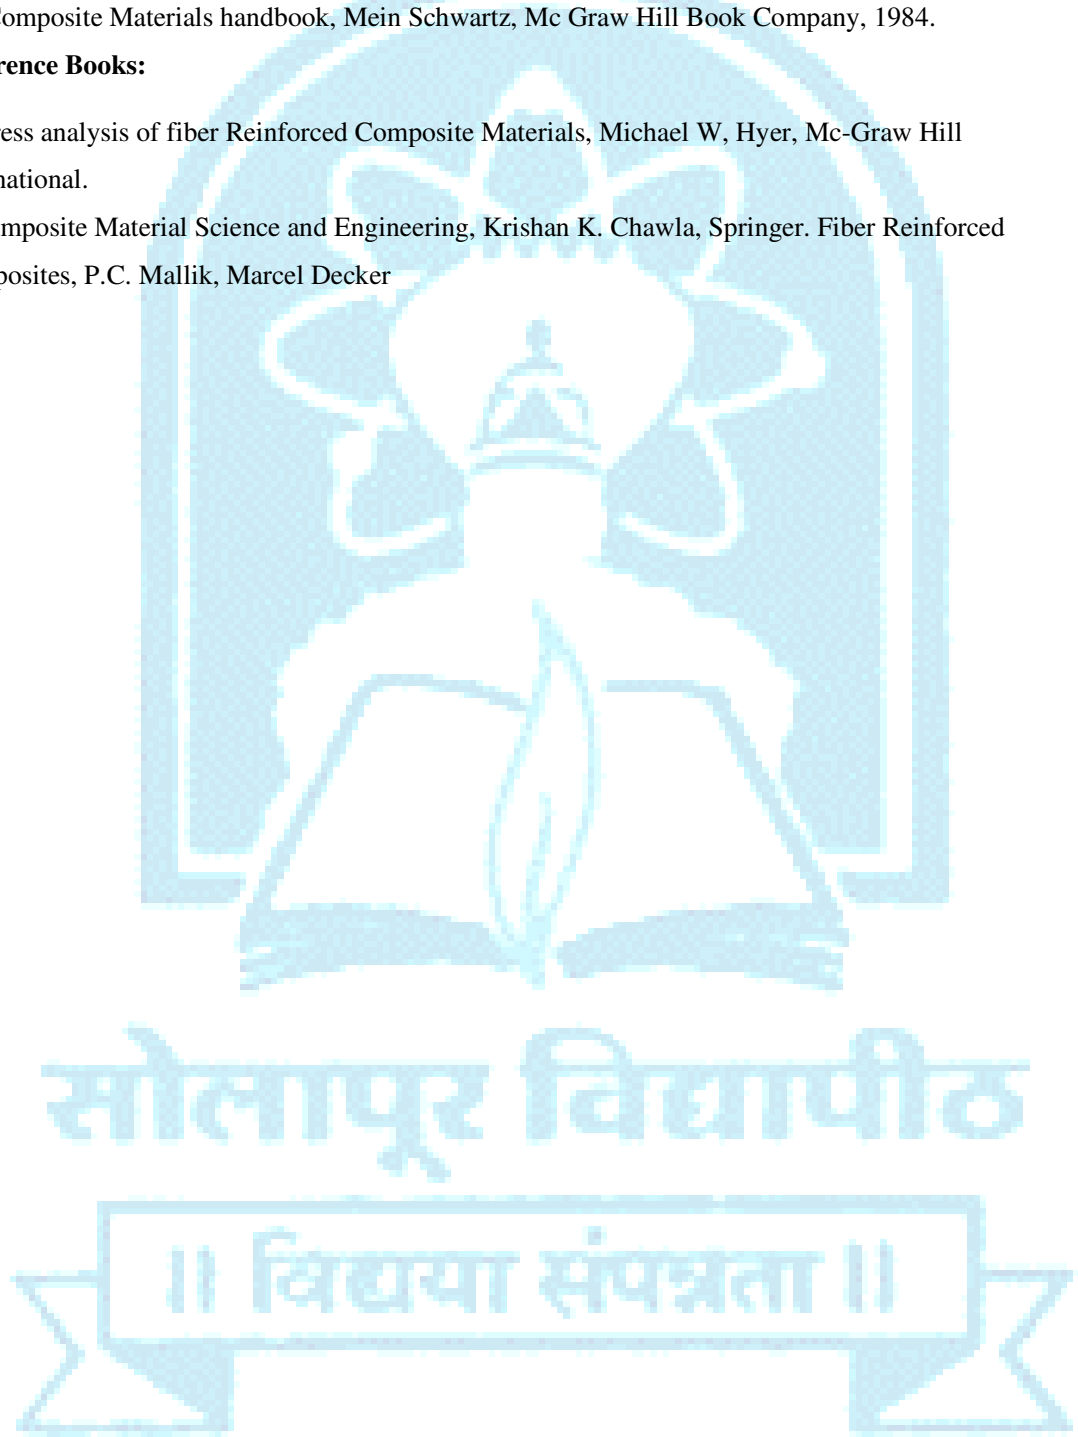 omposite Materials handbook, Mein Schwartz, Mc Graw Hill Book Company, 1984.
rence Books:
ress analysis of fiber Reinforced Composite Materials, Michael W, Hyer, Mc-Graw Hill
national.
mposite Material Science and Engineering, Krishan K. Chawla, Springer. Fiber Reinforced
posites, P.C. Mallik, Marcel Decker
सोलापूर विद्यापीठ
॥ विद्यया संपन्नता ॥